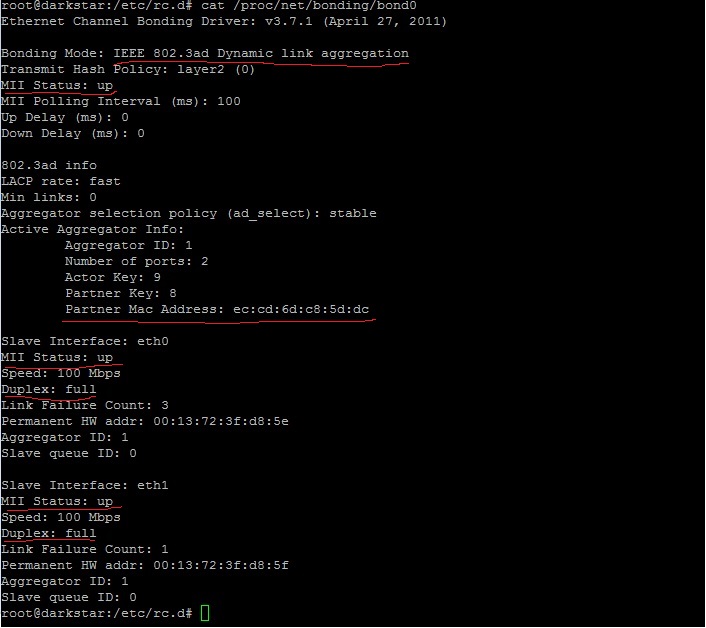 root@darkstar:/etc/rc.d# cat /proc/net/bonding/bond0
Ethernet Channel Bonding Driver: v3.7.1 (April 27, 2011)
Bonding Mode: IEEE 802.3ad Dynamic link aggregation
Transmit Hash Policy: layer2 (0)
MII Status: up
MII Polling Interval (ms): 100
Up Delay (ms): 0
Down Delay (ms): 0
802.3ad info
LACP rate: fast
Min links: 0
Aggregator selection policy (ad_select): stable
Active Aggregator Info:
Aggregator ID: 1
Number of ports: 2
Actor Key: 9
Partner Key: 8
Partner Mac Address: ec:cd:6d:c8:5d:dc
Slave Interface: eth0
MII Status: up
Speed: 100 Mbps
Duplex: full
Link Failure Count: 3
Permanent HW addr: 00:13:72:3f:d8:5e
Aggregator ID: 1
Slave queue ID: 0
Slave Interface: eth1
MII Status: up
Speed: 100 Mbps
Duplex: full
Link Failure Count: 1
Permanent HW addr: 00:13:72:3f:d8:5f
Aggregator ID: 1
Slave queue ID: 0
root@darkstar:/etc/rc.d#